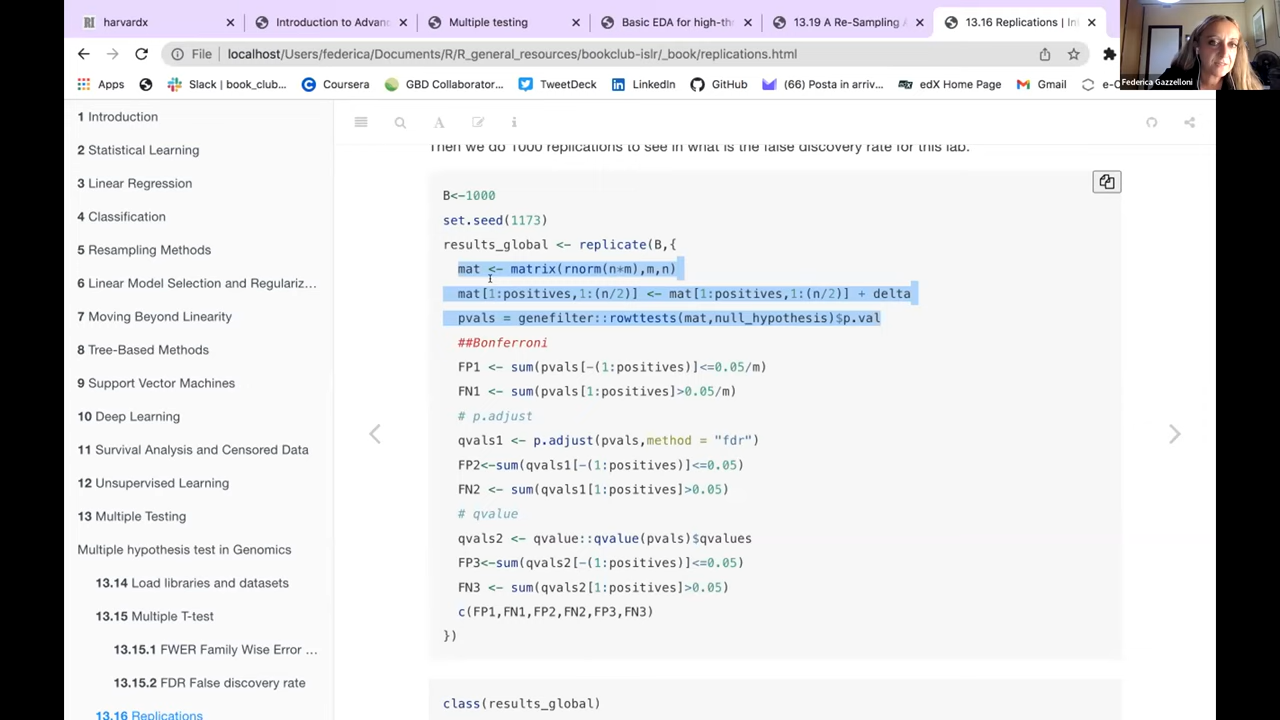 harvardx
Introduction to Advan
Multiple testing
Basic EDA for high-thr
13.19 A Re-Sampling A
13.16 Replications | Int
File
localhost/Users/federica/Documents/R/R_general_resources/bookclub-islr/_book/replications.html
Federica Gazzelloni
Apps
Slack | book_club...
Coursera
GBD Collaborator...
TweetDeck
LinkedIn
GitHub
(66) Posta in arriv...
edX Home Page
Gmail
1 Introduction
2 Statistical Learning
3 Linear Regression
4 Classification
5 Resampling Methods
6 Linear Model Selection and Regulariz...
7 Moving Beyond Linearity
8 Tree-Based Methods
9 Support Vector Machines
10 Deep Learning
11 Survival Analysis and Censored Data
12 Unsupervised Learning
13 Multiple Testing
Multiple hypothesis test in Genomics
13.14 Load libraries and datasets
13.15 Multiple T-test
13.15.1 FWER Family Wise Error ...
13.15.2 FDR False discovery rate
13.16 Replications
Then we do 1000 replications to see in what is the false discovery rate for this lab.
B<-1000
set.seed(1173)
results_global <- replicate(B,{
mat <- matrix(rnorm(n*m),m,n)
mat[1:positives,1:(n/2)] <- mat[1:positives,1:(n/2)] + delta
pvals = genefilter::rowttests(mat,null_hypothesis)$p.val
##Bonferroni
FP1 <- sum(pvals[-(1:positives)]<=0.05/m)
FN1 <- sum(pvals[1:positives]>0.05/m)
# p.adjust
qvals1 <- p.adjust(pvals,method = "fdr")
FP2<-sum(qvals1[-(1:positives)]<=0.05)
FN2 <- sum(qvals1[1:positives]>0.05)
# qvalue
qvals2 <- qvalue::qvalue(pvals)$qvalues
FP3<-sum(qvals2[-(1:positives)]<=0.05)
FN3 <- sum(qvals2[1:positives]>0.05)
c(FP1,FN1,FP2,FN2,FP3,FN3)
})
class(results_global)